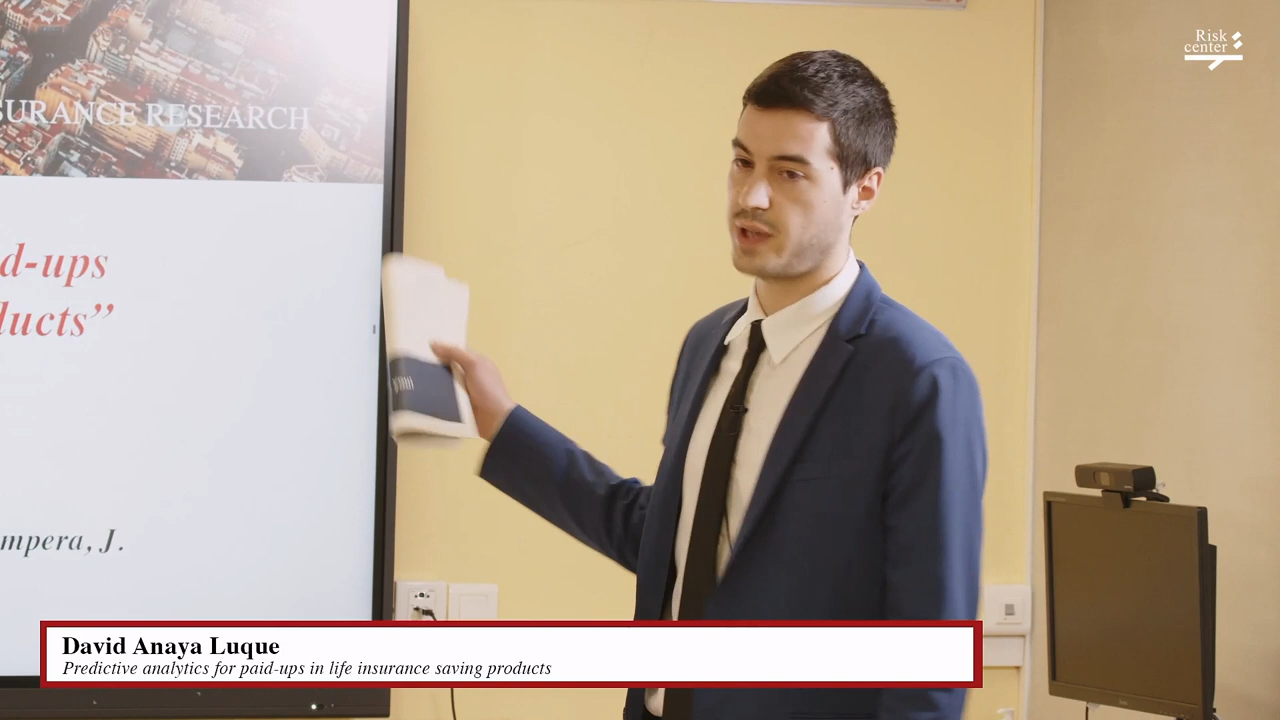 Risk
center
SURANCE RESEARCH
d-ups
ducts”
mpera, J.
David Anaya Luque
Predictive analytics for paid-ups in life insurance saving products